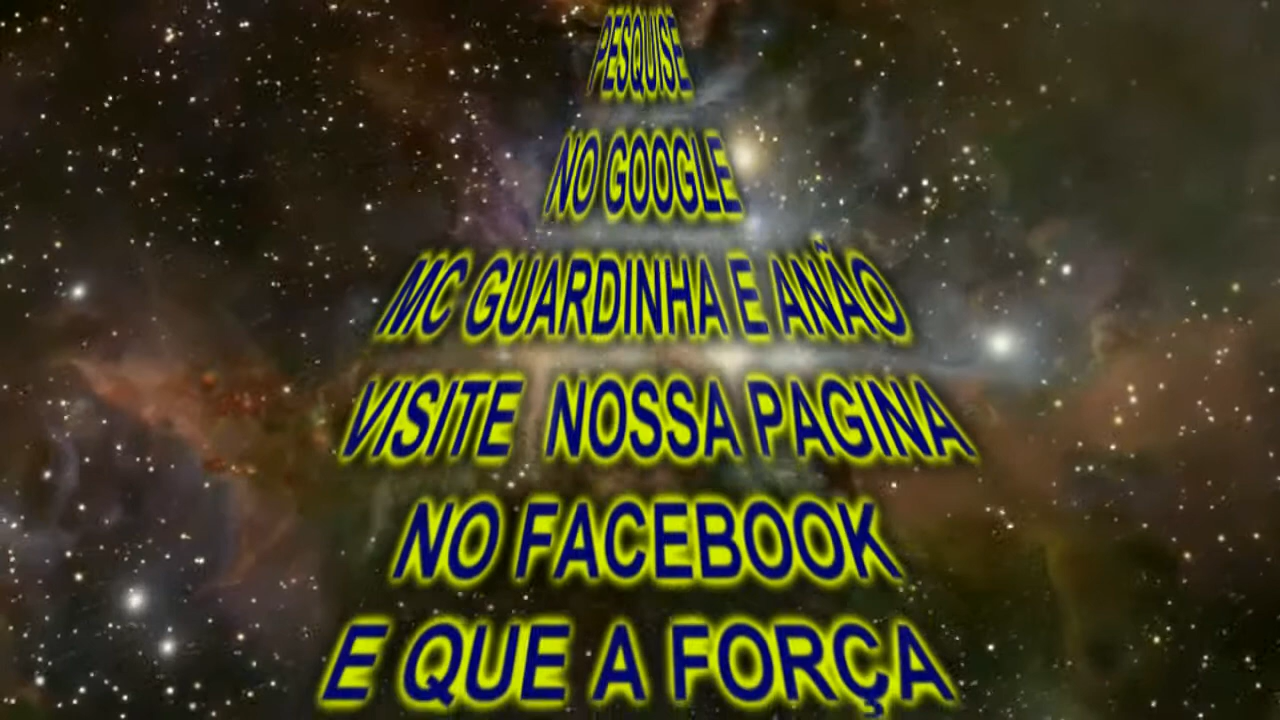 PESQUISE
NO GOOGLE
MC GUARDINHA E ANÃO
VISITE NOSSA PAGINA
NO FACEBOOK
E QUE A FORÇA